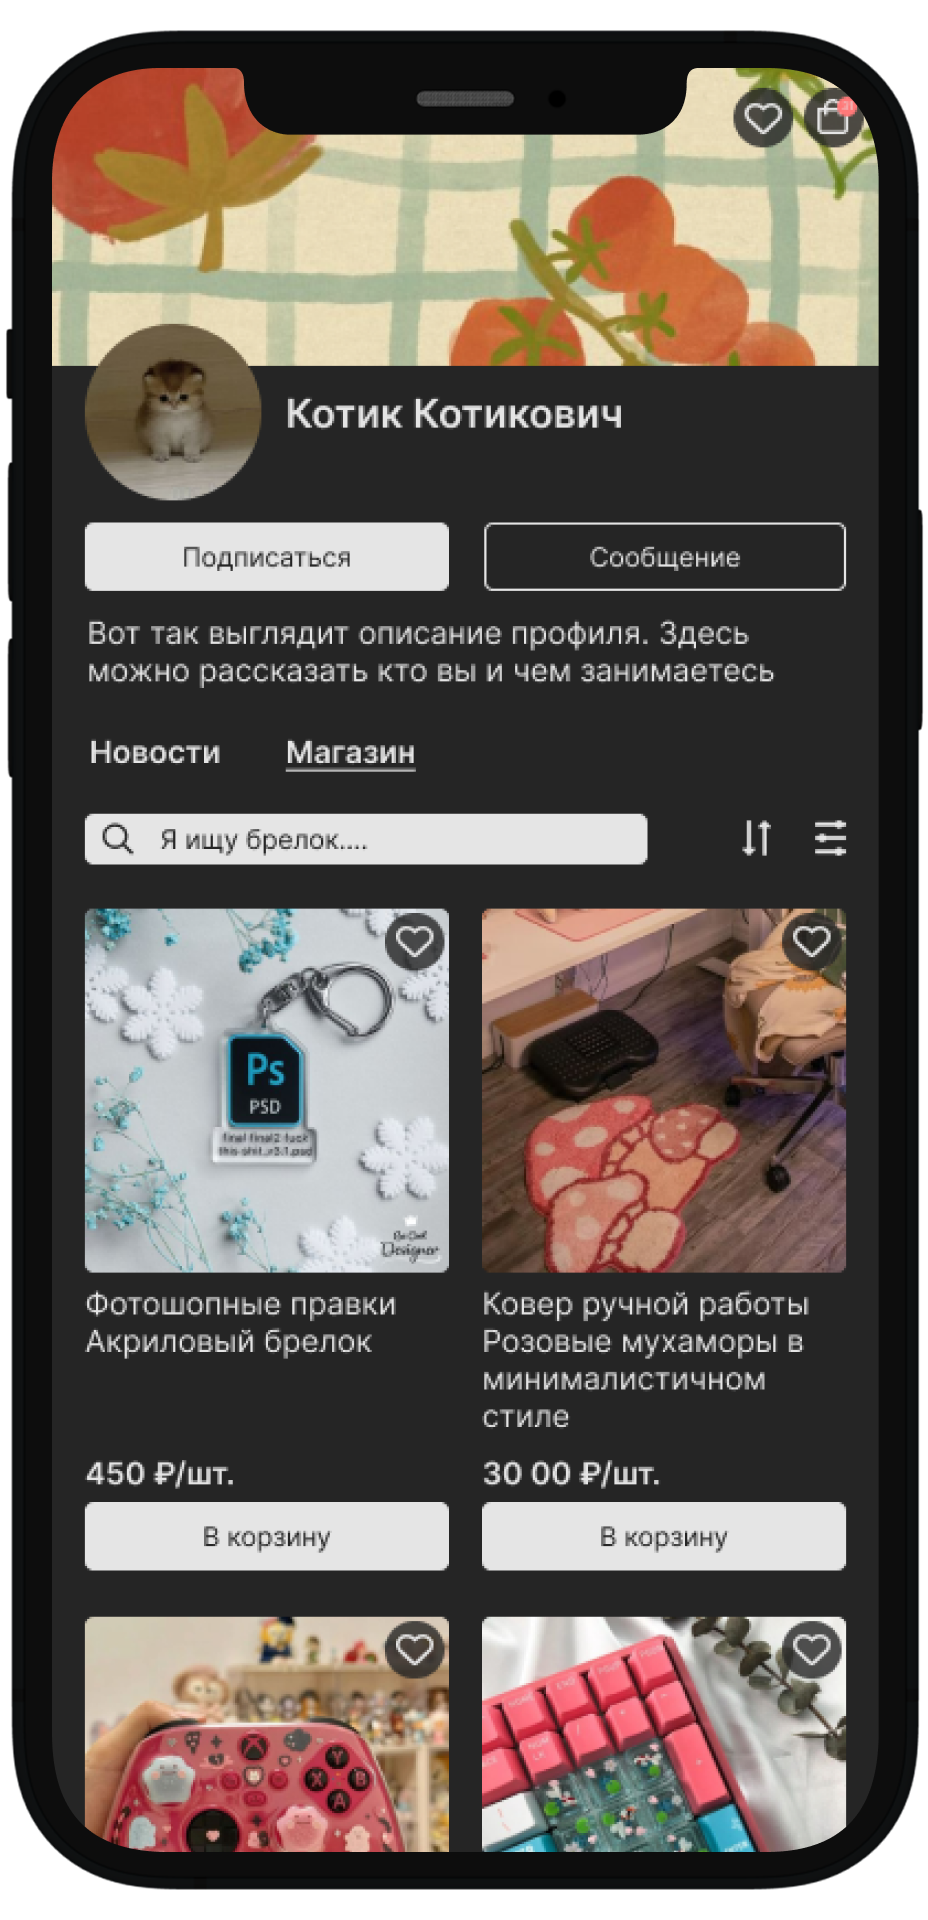 31
Котик Котикович
Подписаться
Сообщение
Вот так выглядит описание профиля. Здесь
можно рассказать кто вы и чем занимаетесь
Новости
Магазин
Я ищу брелок....
Ps
PSD
final-final2-fuck
this-shit_v3.1.psd
Designer
Фотошопные правки
Акриловый брелок
Ковер ручной работы
Розовые мухаморы в
минималистичном
стиле
450 ₽/шт.
30 00 ₽/шт.
В корзину
В корзину
Y
X
B
A